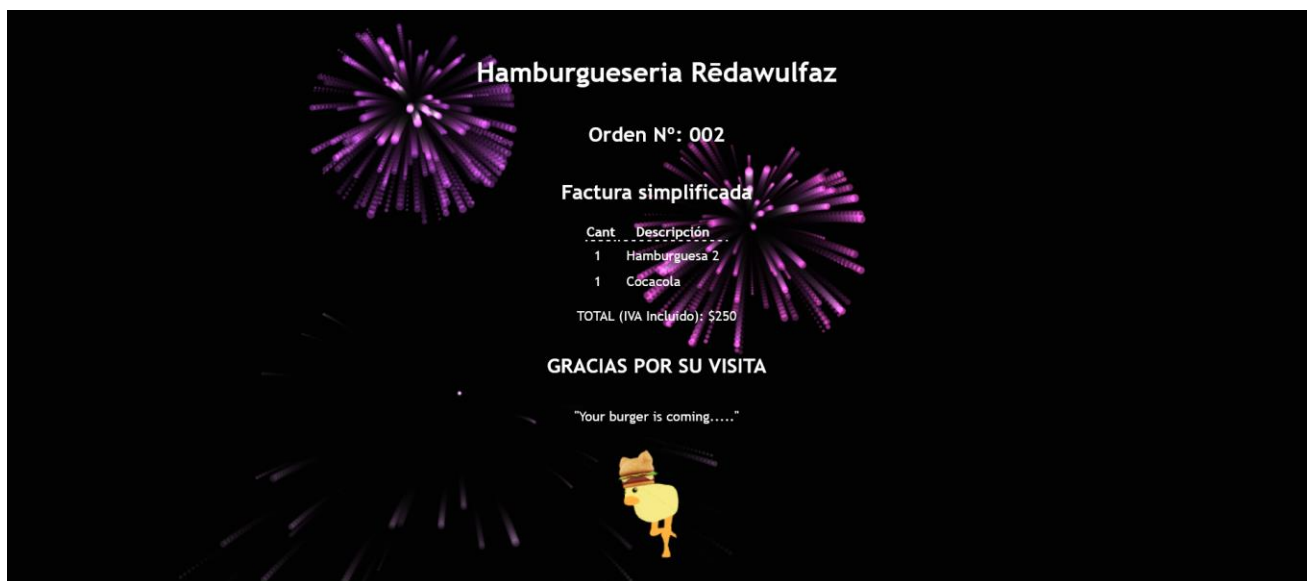 Hamburgueseria Rēdawulfaz
Orden Nº: 002
Factura simplificada
Cant Descripción
1 Hamburguesa 2
1 Cocacola
TOTAL (IVA Incluido): $250
GRACIAS POR SU VISITA
"Your burger is coming....."